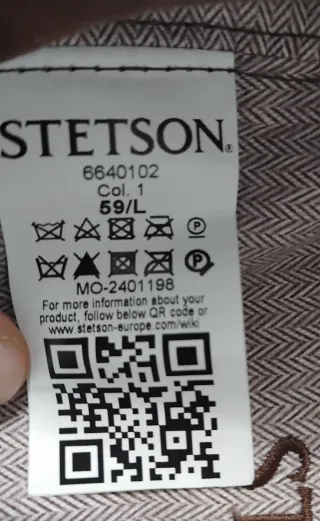 STETSON®
6640102
Col. 1
59/L
P
P
MO-2401198
For more information about your
product, follow below QR code or
www.stetson-europe.com/wiki